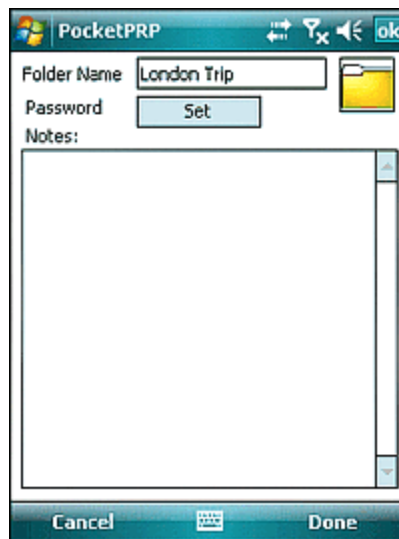 PocketPRP ok
Folder Name London Trip
Password Set
Notes:
Cancel Done